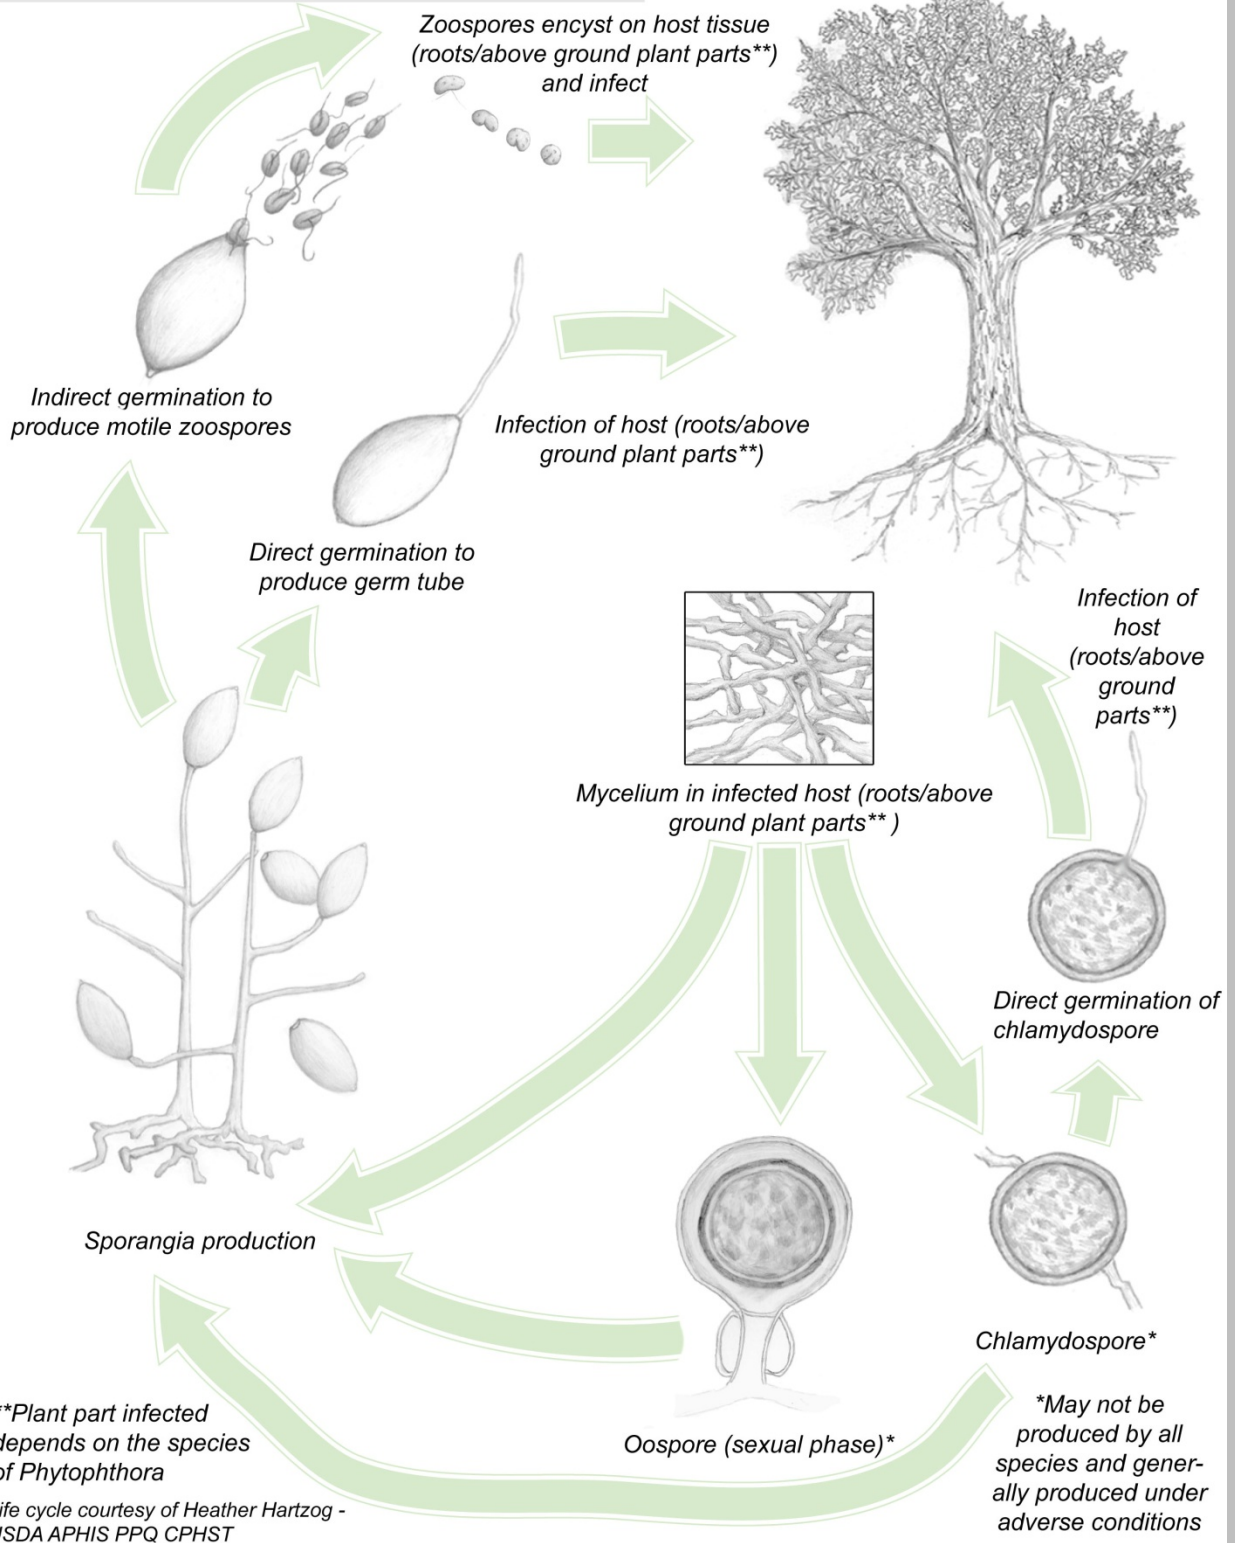 Zoospores encyst on host tissue
(roots/above ground plant parts**)
and infect
Indirect germination to
produce motile zoospores
Infection of host (roots/above
ground plant parts**)
Direct germination to
produce germ tube
Infection of
host
(roots/above
ground
parts**)
Mycelium in infected host (roots/above
ground plant parts** )
Direct germination of
chlamydospore
Sporangia production
Chlamydospore*
Oospore (sexual phase)*
*May not be
produced by all
species and gener-
ally produced under
adverse conditions
**Plant part infected
depends on the species
of Phytophthora
ife cycle courtesy of Heather Hartzog -
USDA APHIS PPQ CPHST